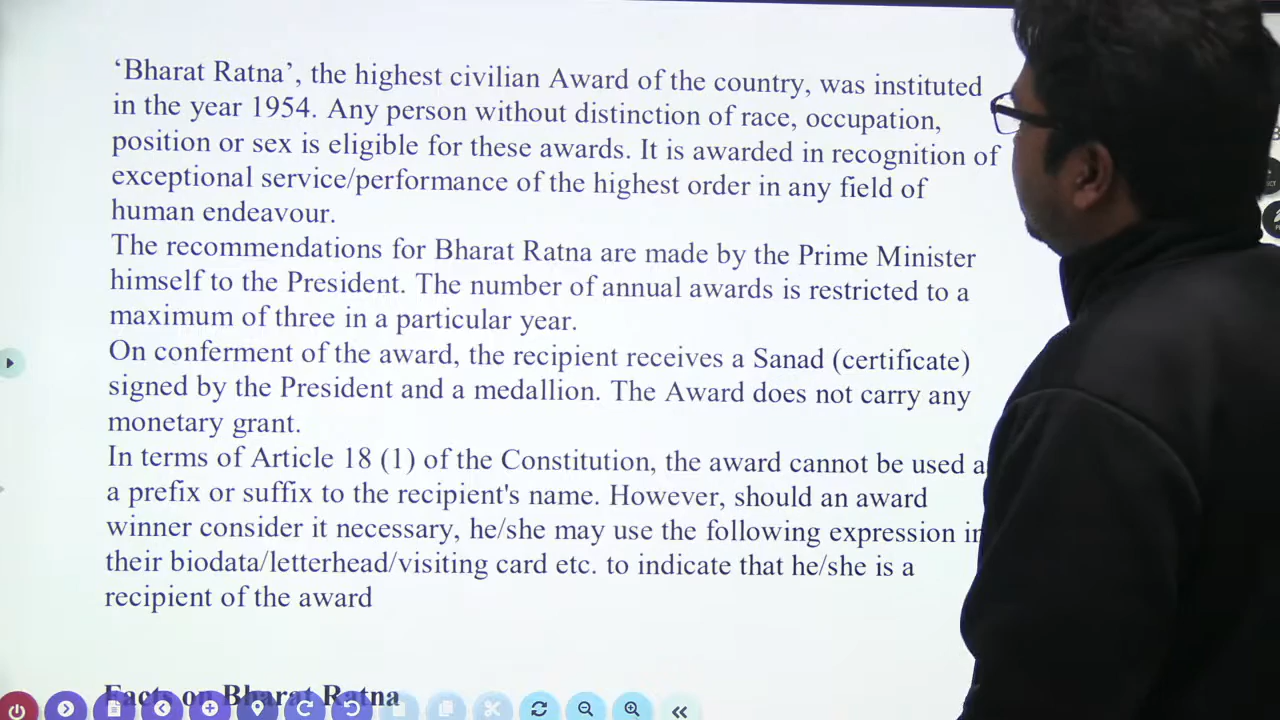 ‘Bharat Ratna’, the highest civilian Award of the country, was instituted
in the year 1954. Any person without distinction of race, occupation,
position or sex is eligible for these awards. It is awarded in recognition of
exceptional service/performance of the highest order in any field of
human endeavour.
The recommendations for Bharat Ratna are made by the Prime Minister
himself to the President. The number of annual awards is restricted to a
maximum of three in a particular year.
On conferment of the award, the recipient receives a Sanad (certificate)
signed by the President and a medallion. The Award does not carry any
monetary grant.
In terms of Article 18 (1) of the Constitution, the award cannot be used a
a prefix or suffix to the recipient's name. However, should an award
winner consider it necessary, he/she may use the following expression in
their biodata/letterhead/visiting card etc. to indicate that he/she is a
recipient of the award
Facts on Bharat Ratna